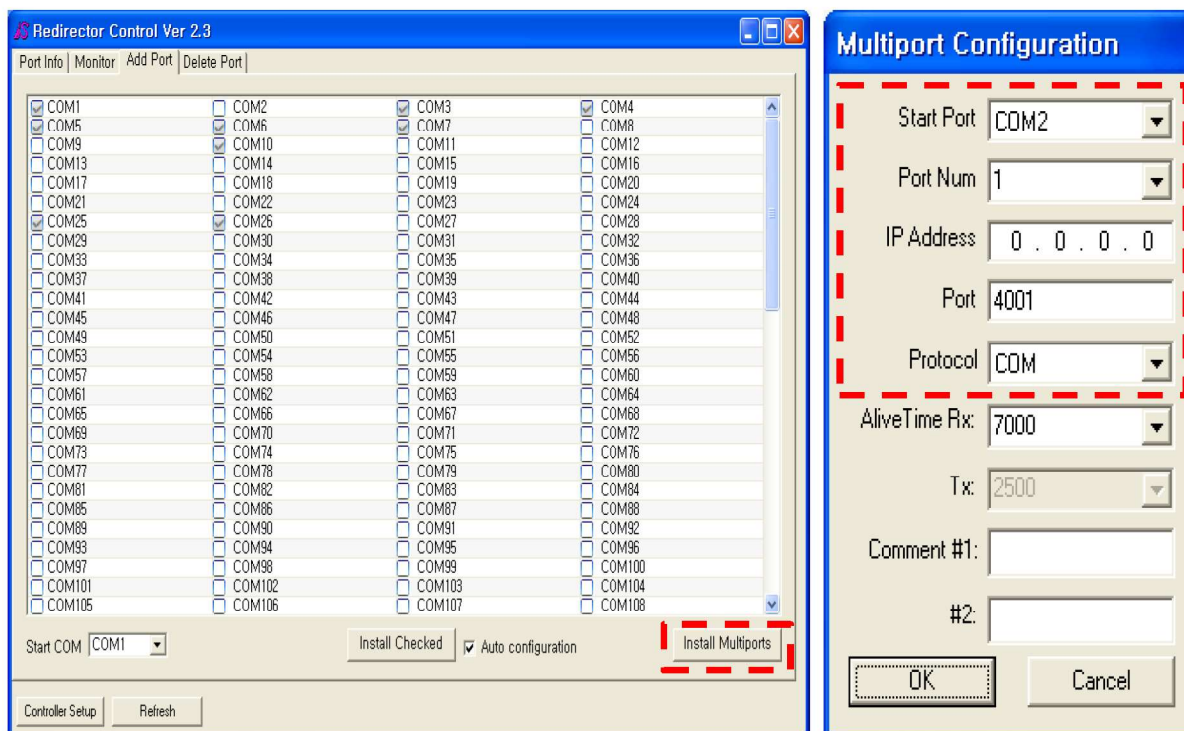 Redirector Control Ver 2.3
Port Info Monitor Add Port Delete Port
COM1 COM2 COM3 COM4
COM5 COM6 COM7 COM8
COM9 COM10 COM11 COM12
COM13 COM14 COM15 COM16
COM17 COM18 COM19 COM20
COM21 COM22 COM23 COM24
COM25 COM26 COM27 COM28
COM29 COM30 COM31 COM32
COM33 COM34 COM35 COM36
COM37 COM38 COM39 COM40
COM41 COM42 COM43 COM44
COM45 COM46 COM47 COM48
COM49 COM50 COM51 COM52
COM53 COM54 COM55 COM56
COM57 COM58 COM59 COM60
COM61 COM62 COM63 COM64
COM65 COM66 COM67 COM68
COM69 COM70 COM71 COM72
COM73 COM74 COM75 COM76
COM77 COM78 COM79 COM80
COM81 COM82 COM83 COM84
COM85 COM86 COM87 COM88
COM89 COM90 COM91 COM92
COM93 COM94 COM95 COM96
COM97 COM98 COM99 COM100
COM101 COM102 COM103 COM104
COM105 COM106 COM107 COM108
Start COM COM1 Install Checked Auto configuration Install Multiports
Controller Setup Refresh
Multiport Configuration
Start Port COM2
Port Num 1
IP Address 0 . 0 . 0 . 0
Port 4001
Protocol COM
AliveTime Rx: 7000
Tx: 2500
Comment #1:
#2:
OK Cancel